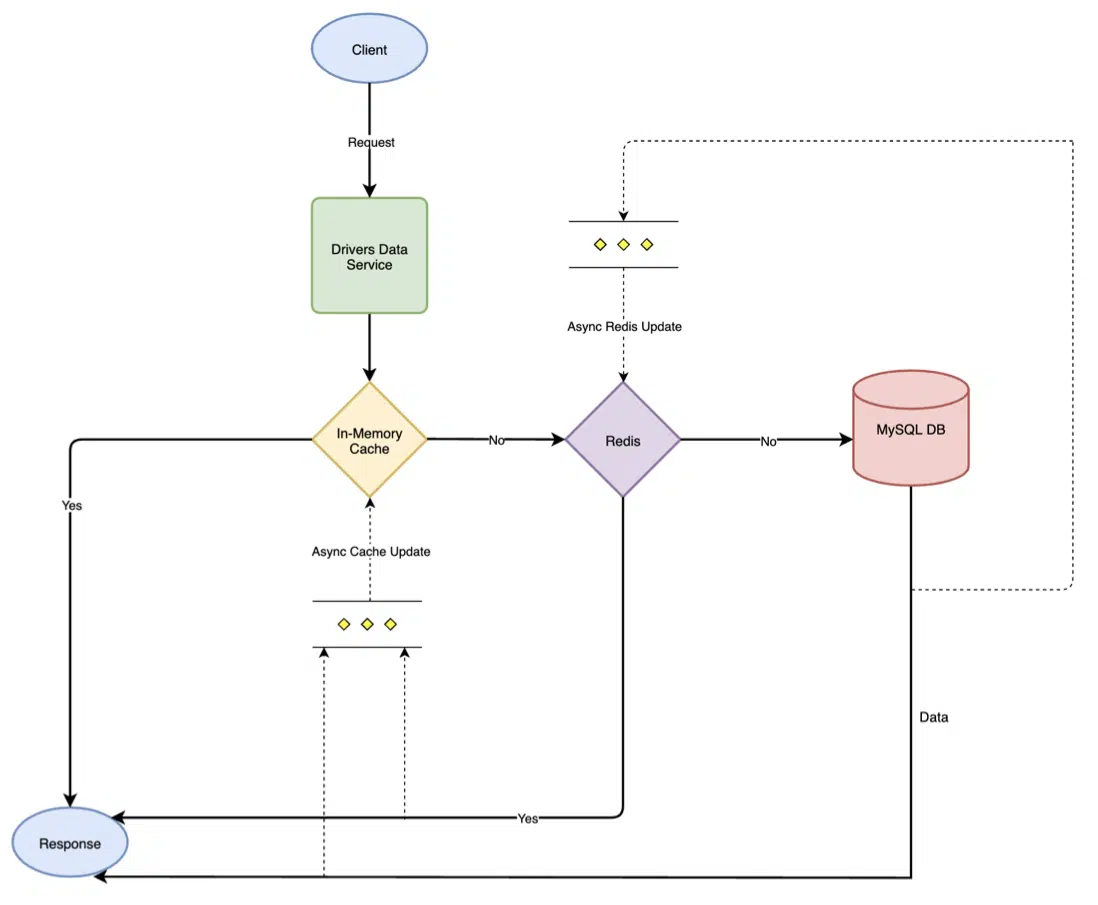 Client
Request
Drivers Data
Service
Async Redis Update
In-Memory
Cache
No
Redis
No
MySQL DB
Yes
Async Cache Update
Data
Yes
Response